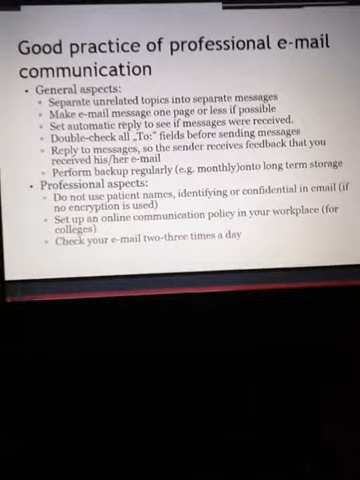 Good practice of professional e-mail
communication
• General aspects:
Separate unrelated topics into separate messages
Make e-mail message one page or less if possible
Set automatic reply to see if messages were received.
Double-check all „To:" fields before sending messages
Reply to messages, so the sender receives feedback that you
received his/her e-mail
Perform backup regularly (e.g. monthly)onto long term storage
• Professional aspects:
Do not use patient names, identifying or confidential in email (if
no encryption is used)
Set up an online communication policy in your workplace (for
colleges)
Check your e-mail two-three times a day